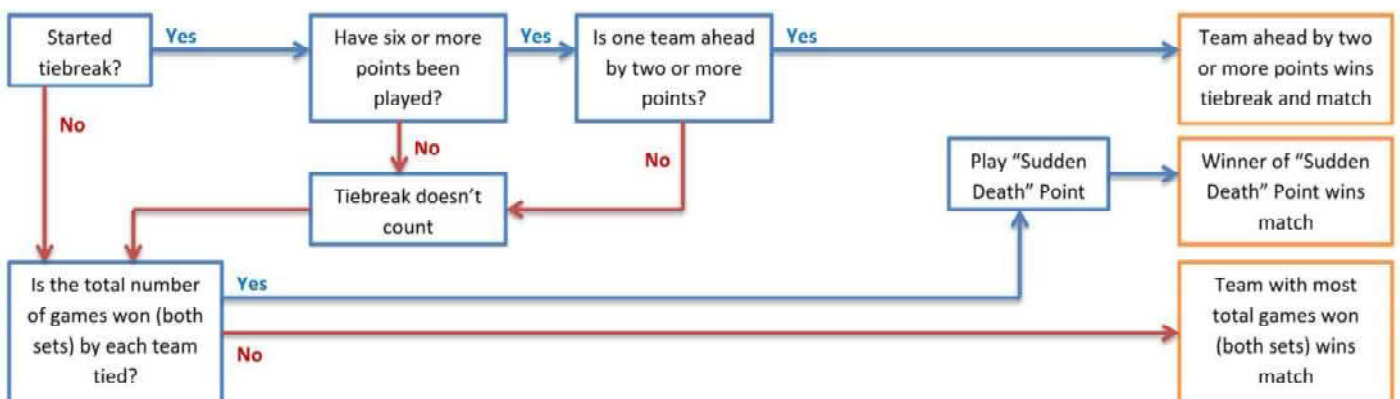 Started
tiebreak?
Yes
Have six or more
points been
played?
Yes
Is one team ahead
by two or more
points?
Yes
Team ahead by two
or more points wins
tiebreak and match
No
No
No
Tiebreak doesn't
count
Play "Sudden
Death" Point
Winner of "Sudden
Death" Point wins
match
Is the total number
of games won (both
sets) by each team
tied?
Yes
No
Team with most
total games won
(both sets) wins
match